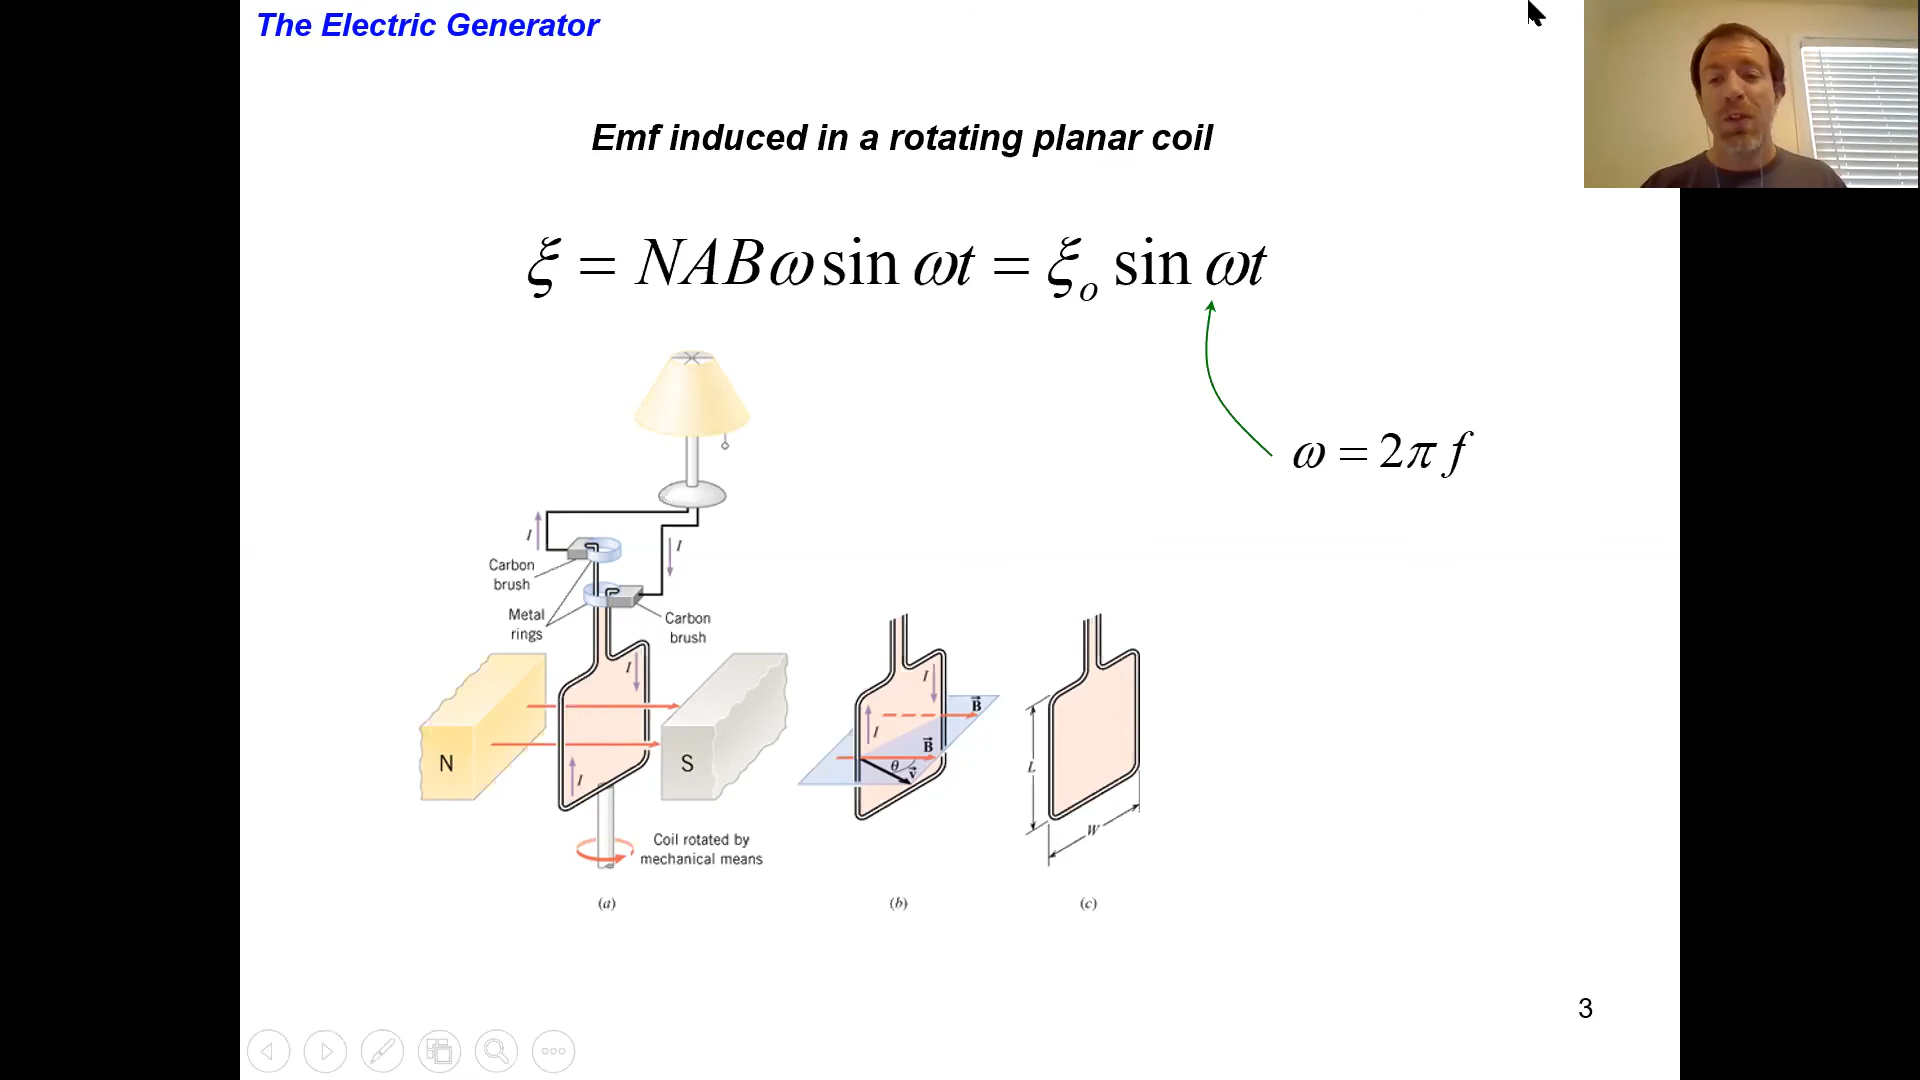 The Electric Generator
Emf induced in a rotating planar coil
ξ = NABω sin ωt = ξₒ sin ωt
ω = 2π f
I
I
Carbon
brush
Metal
rings
Carbon
brush
I
I
N
S
Coil rotated by
mechanical means
(a)
I
I
B⃗
B⃗
θ
v⃗
(b)
L
W
(c)
3